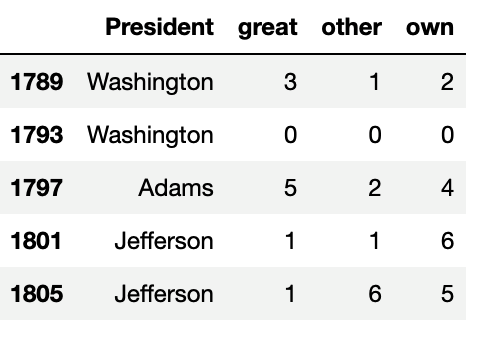 President great other own
1789 Washington 3 1 2
1793 Washington 0 0 0
1797 Adams 5 2 4
1801 Jefferson 1 1 6
1805 Jefferson 1 6 5